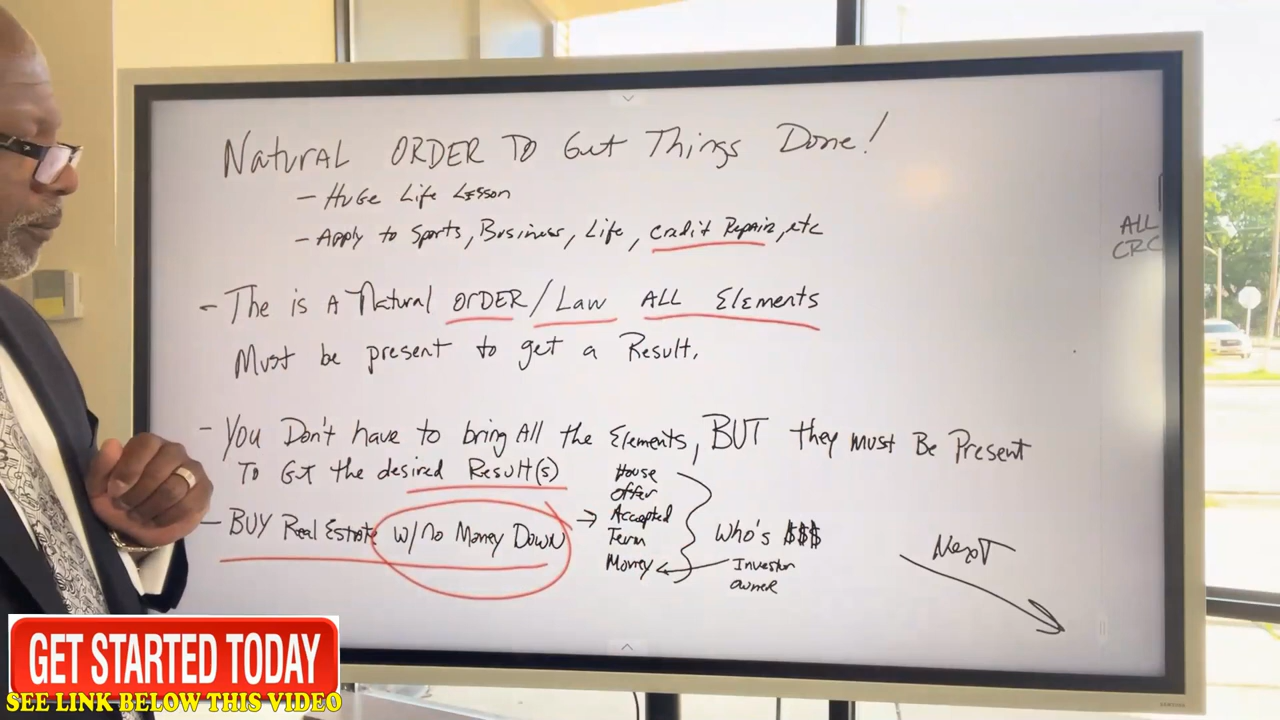 Natural ORDER TO Get Things Done!
- Huge Life Lesson
- Apply to Sports, Business, Life, Credit Repair, etc
- The is A Natural ORDER/Law ALL Elements
Must be present to get a Result.
- You Don't have to bring All the Elements, BUT they must Be Present
To Get the desired Result(s)
- BUY Real Estate w/No Money Down →
House
Offer
Accepted
Term
Money
Who's $$$
Investor
Owner
Next
ALL
CRC
SAMSUNG
GET STARTED TODAY
SEE LINK BELOW THIS VIDEO